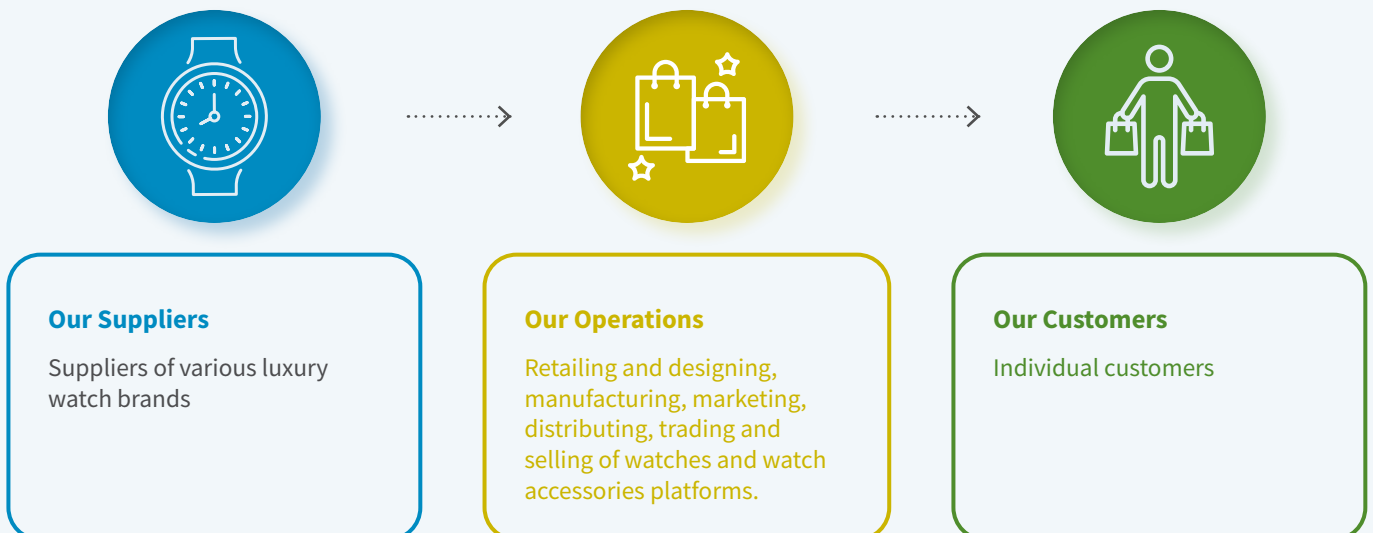 Our Suppliers
Suppliers of various luxury
watch brands
Our Operations
Retailing and designing,
manufacturing, marketing,
distributing, trading and
selling of watches and watch
accessories platforms.
Our Customers
Individual customers